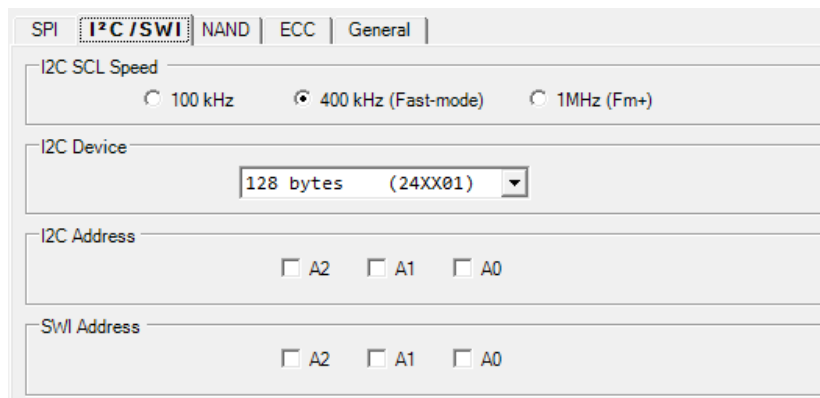 SPI I²C/SWI NAND ECC General
I2C SCL Speed
100 kHz 400 kHz (Fast-mode) 1MHz (Fm+)
I2C Device
128 bytes (24XX01)
I2C Address
A2 A1 A0
SWI Address
A2 A1 A0